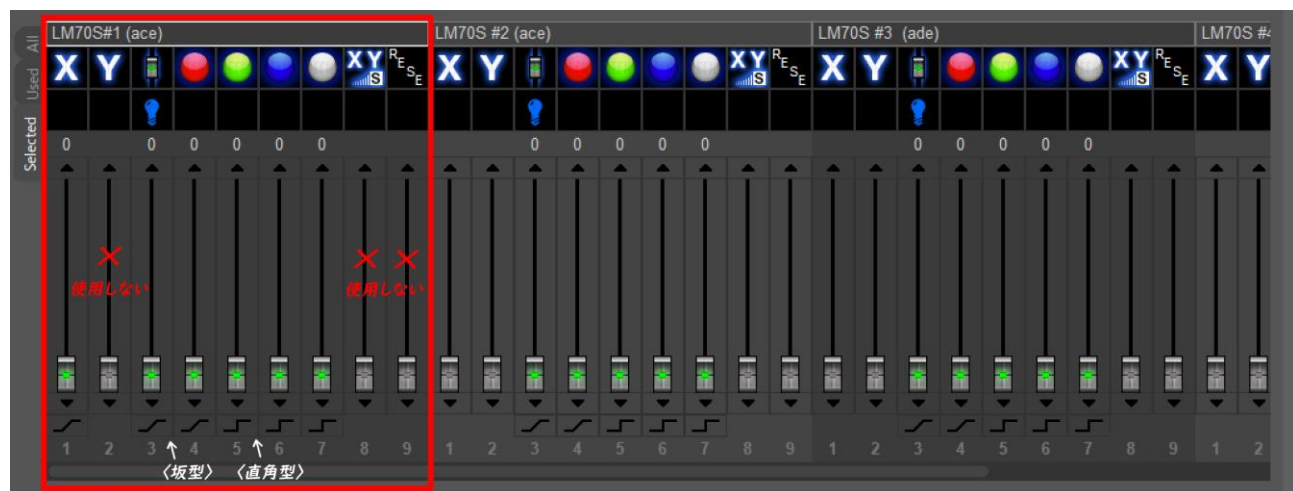 All
Used
Selected
LM70S#1 (ace)
LM70S #2 (ace)
LM70S #3 (ade)
LM70S #4
X Y XY S RESE
X Y XY S RESE
X Y XY S RESE
X Y
0 0 0 0 0 0
0 0 0 0 0
0 0 0 0 0
使用しない
使用しない
1 2 3 4 5 6 7 8 9
1 2 3 4 5 6 7 8 9
1 2 3 4 5 6 7 8 9
1 2
〈坂型〉
〈直角型〉